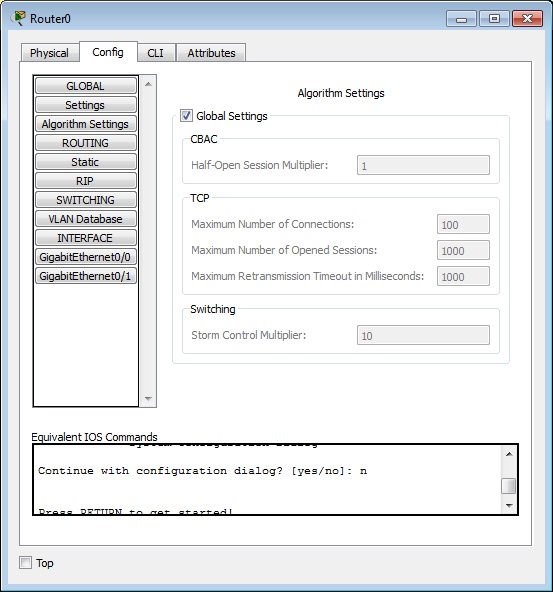 Router0
Physical Config CLI Attributes
GLOBAL
Settings
Algorithm Settings
ROUTING
Static
RIP
SWITCHING
VLAN Database
INTERFACE
GigabitEthernet0/0
GigabitEthernet0/1
Algorithm Settings
Global Settings
CBAC
Half-Open Session Multiplier: 1
TCP
Maximum Number of Connections: 100
Maximum Number of Opened Sessions: 1000
Maximum Retransmission Timeout in Milliseconds: 1000
Switching
Storm Control Multiplier: 10
Equivalent IOS Commands
Continue with configuration dialog? [yes/no]: n
Press RETURN to get started!
Top